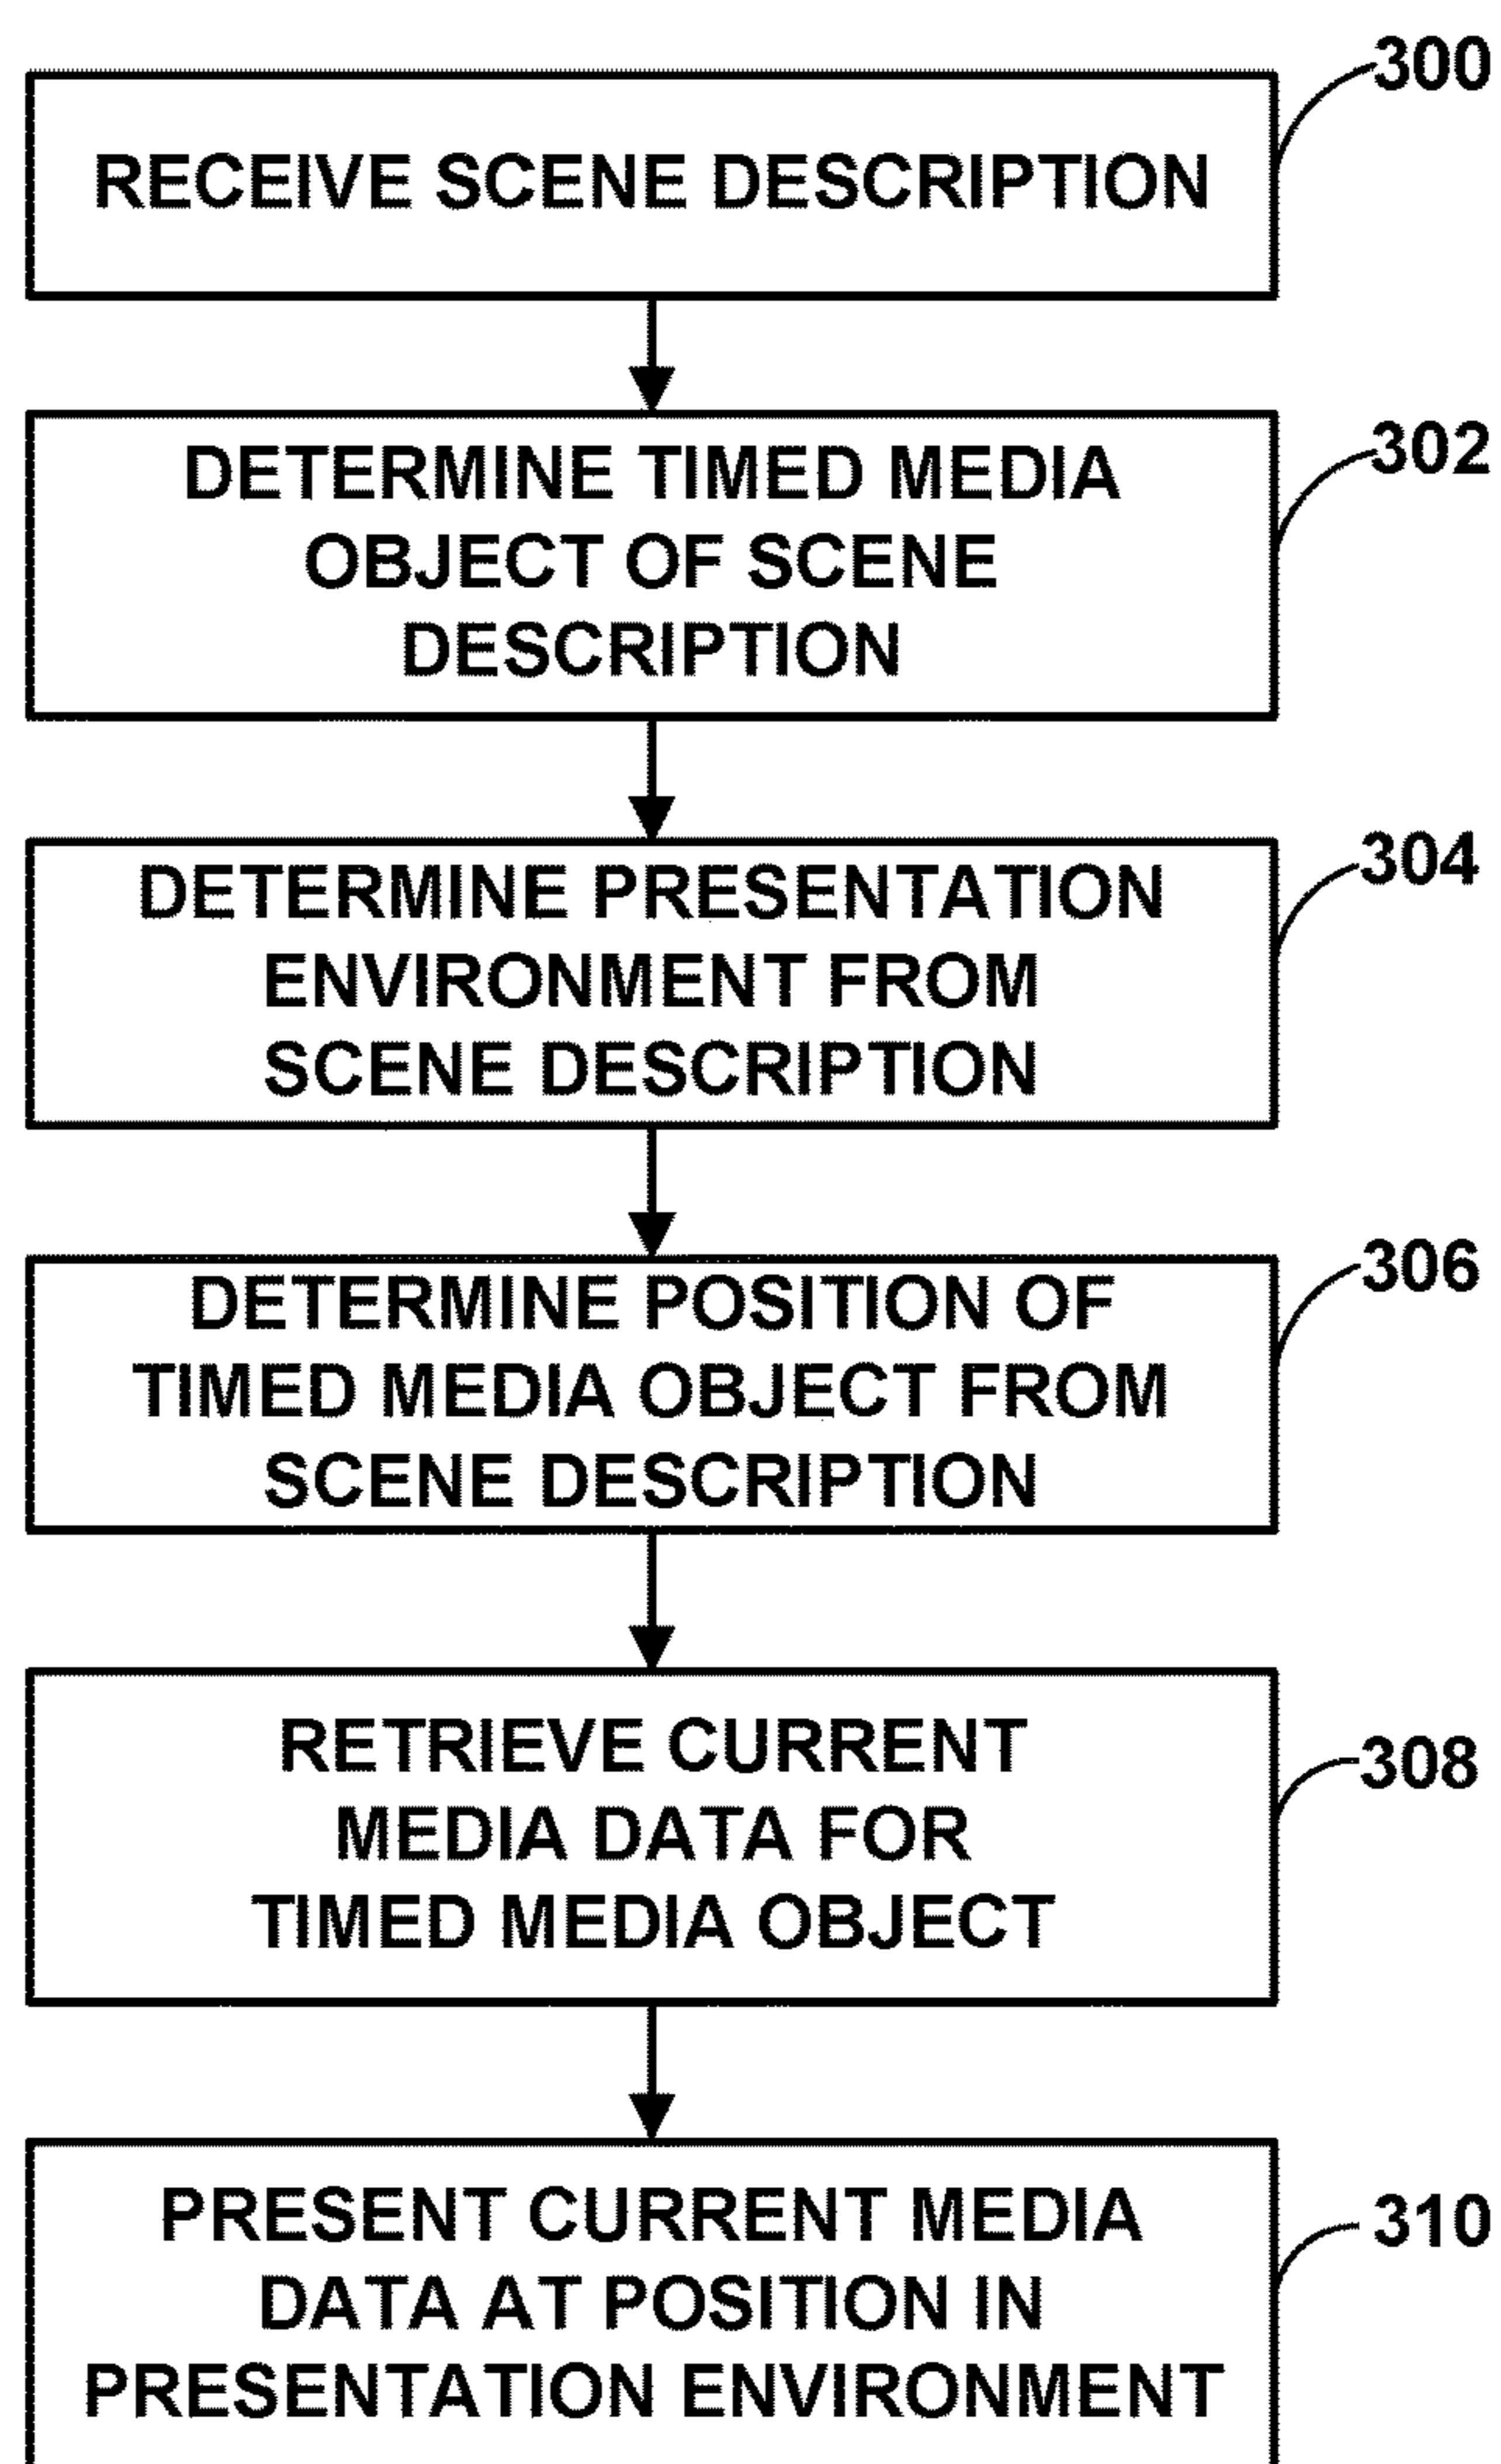 300
RECEIVE SCENE DESCRIPTION
302
DETERMINE TIMED MEDIA
OBJECT OF SCENE
DESCRIPTION
304
DETERMINE PRESENTATION
ENVIRONMENT FROM
SCENE DESCRIPTION
306
DETERMINE POSITION OF
TIMED MEDIA OBJECT FROM
SCENE DESCRIPTION
308
RETRIEVE CURRENT
MEDIA DATA FOR
TIMED MEDIA OBJECT
310
PRESENT CURRENT MEDIA
DATA AT POSITION IN
PRESENTATION ENVIRONMENT